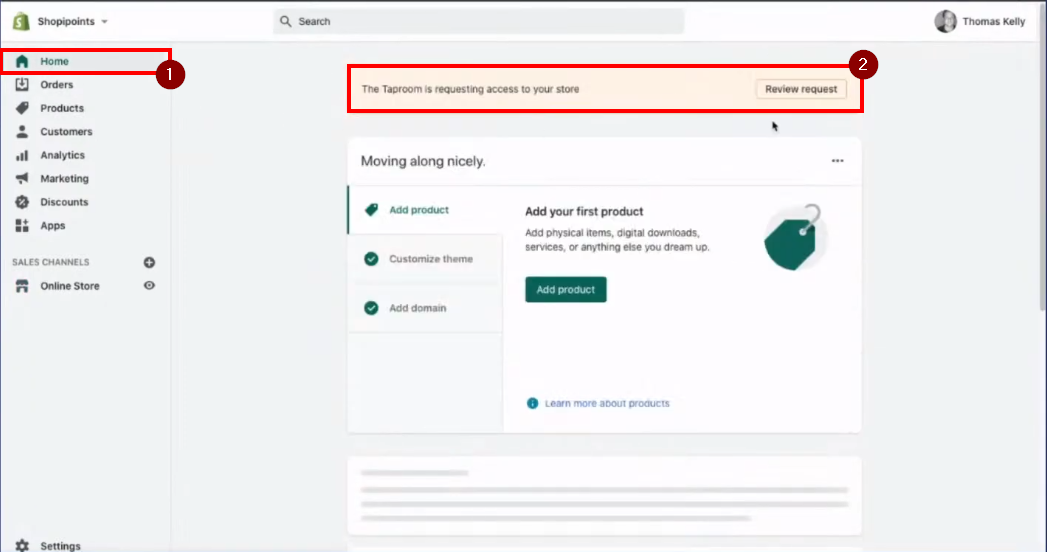 Shopipoints
Search
Thomas Kelly
Home
1
Orders
Products
Customers
Analytics
Marketing
Discounts
Apps
SALES CHANNELS
Online Store
Settings
2
The Taproom is requesting access to your store
Review request
Moving along nicely.
Add product
Customize theme
Add domain
Add your first product
Add physical items, digital downloads,
services, or anything else you dream up.
Add product
Learn more about products